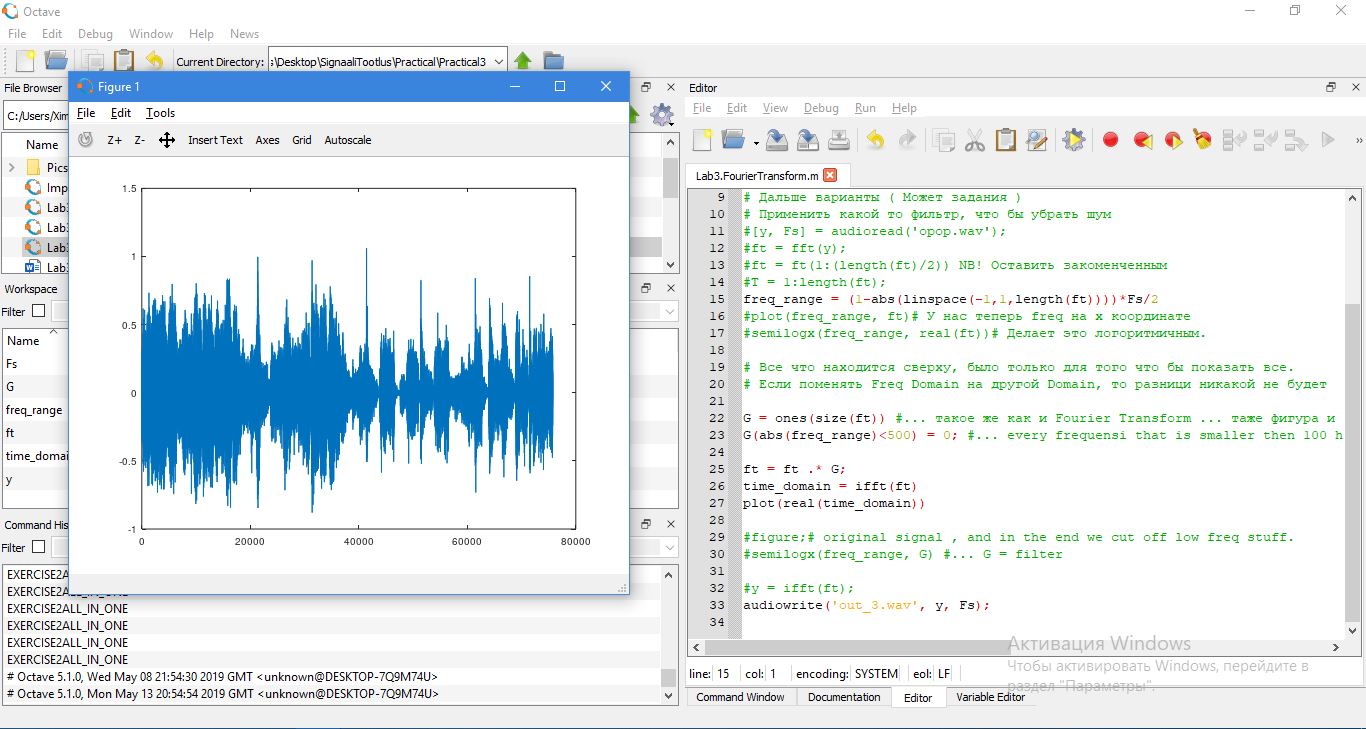 Octave
File Edit Debug Window Help News
Current Directory: :\Desktop\SignaaliTootlus\Practical\Practical3
File Browser
C:/Users/Xim
Name
Pics
Imp
Lab3
Lab3
Lab3
Lab3
Workspace
Filter
Name
Fs
G
freq_range
ft
time_domai
y
Command His
Filter
EXERCISE2A
EXERCISE2ALL_IN_ONE
EXERCISE2ALL_IN_ONE
EXERCISE2ALL_IN_ONE
EXERCISE2ALL_IN_ONE
EXERCISE2ALL_IN_ONE
# Octave 5.1.0, Wed May 08 21:54:30 2019 GMT <unknown@DESKTOP-7Q9M74U>
# Octave 5.1.0, Mon May 13 20:54:54 2019 GMT <unknown@DESKTOP-7Q9M74U>
Figure 1
File Edit Tools
Z+ Z- Insert Text Axes Grid Autoscale
1.5
1
0.5
0
-0.5
-1
0 20000 40000 60000 80000
Editor
File Edit View Debug Run Help
Lab3.FourierTransform.m
9 # Дальше варианты ( Может задания )
10 # Применить какой то фильтр, что бы убрать шум
11 #[y, Fs] = audioread('opop.wav');
12 #ft = fft(y);
13 #ft = ft(1:(length(ft)/2)) NB! Оставить закоменченным
14 #T = 1:length(ft);
15 freq_range = (1-abs(linspace(-1,1,length(ft))))*Fs/2
16 #plot(freq_range, ft)# У нас теперь freq на x координате
17 #semilogx(freq_range, real(ft))# Делает это логоритмичным.
18
19 # Все что находится сверху, было только для того что бы показать все.
20 # Если поменять Freq Domain на другой Domain, то разници никакой не будет
21
22 G = ones(size(ft)) #... такое же как и Fourier Transform ... таже фигура и
23 G(abs(freq_range)<500) = 0; #... every frequensi that is smaller then 100 h
24
25 ft = ft .* G;
26 time_domain = ifft(ft)
27 plot(real(time_domain))
28
29 #figure;# original signal , and in the end we cut off low freq stuff.
30 #semilogx(freq_range, G) #... G = filter
31
32 #y = ifft(ft);
33 audiowrite('out_3.wav', y, Fs);
34
Активация Windows
Чтобы активировать Windows, перейдите в
раздел "Параметры".
line: 15 col: 1 encoding: SYSTEM eol: LF
Command Window Documentation Editor Variable Editor